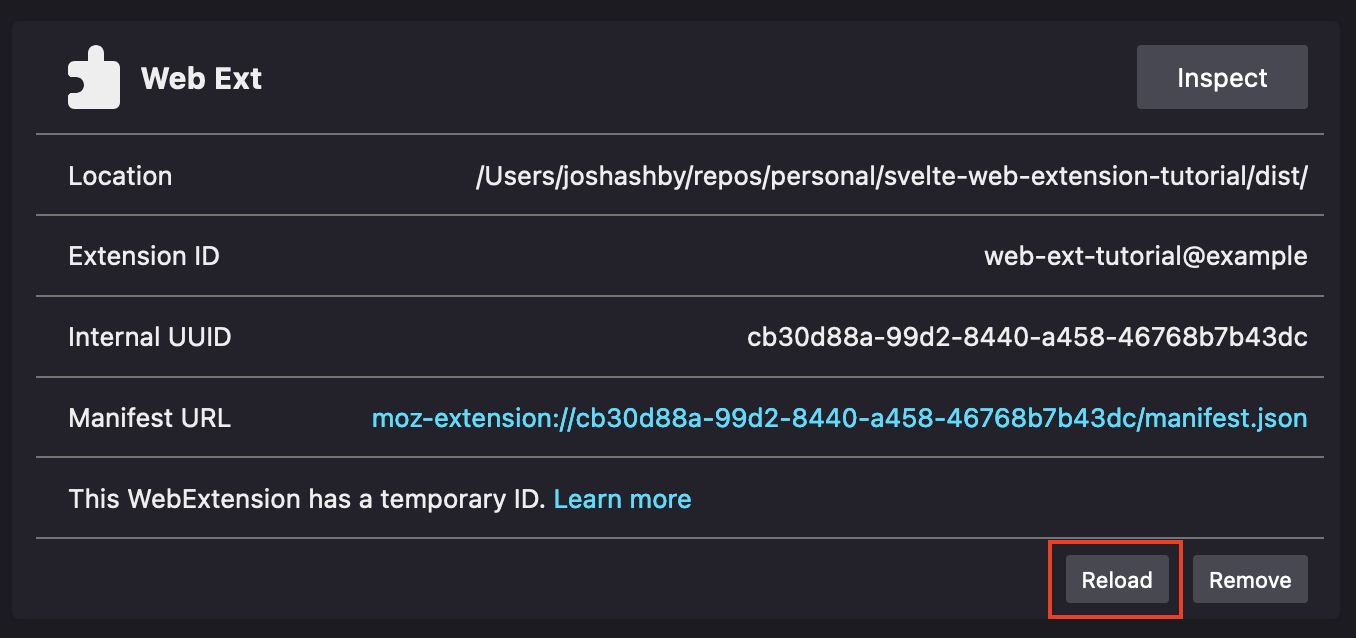 Web Ext
Inspect
Location /Users/joshashby/repos/personal/svelte-web-extension-tutorial/dist/
Extension ID web-ext-tutorial@example
Internal UUID cb30d88a-99d2-8440-a458-46768b7b43dc
Manifest URL moz-extension://cb30d88a-99d2-8440-a458-46768b7b43dc/manifest.json
This WebExtension has a temporary ID. Learn more
Reload Remove